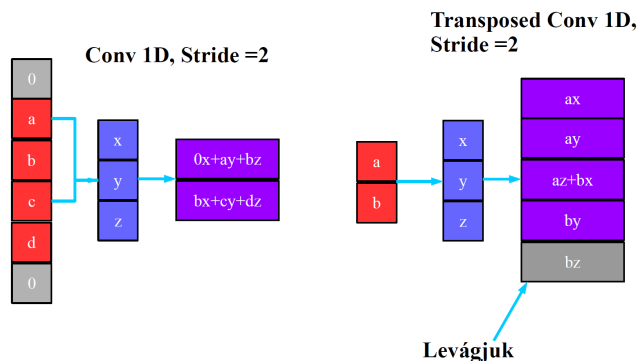 Conv 1D, Stride =2
0
a
b
c
d
0
x
y
z
0x+ay+bz
bx+cy+dz
Transposed Conv 1D,
Stride =2
a
b
x
y
z
ax
ay
az+bx
by
bz
Levágjuk